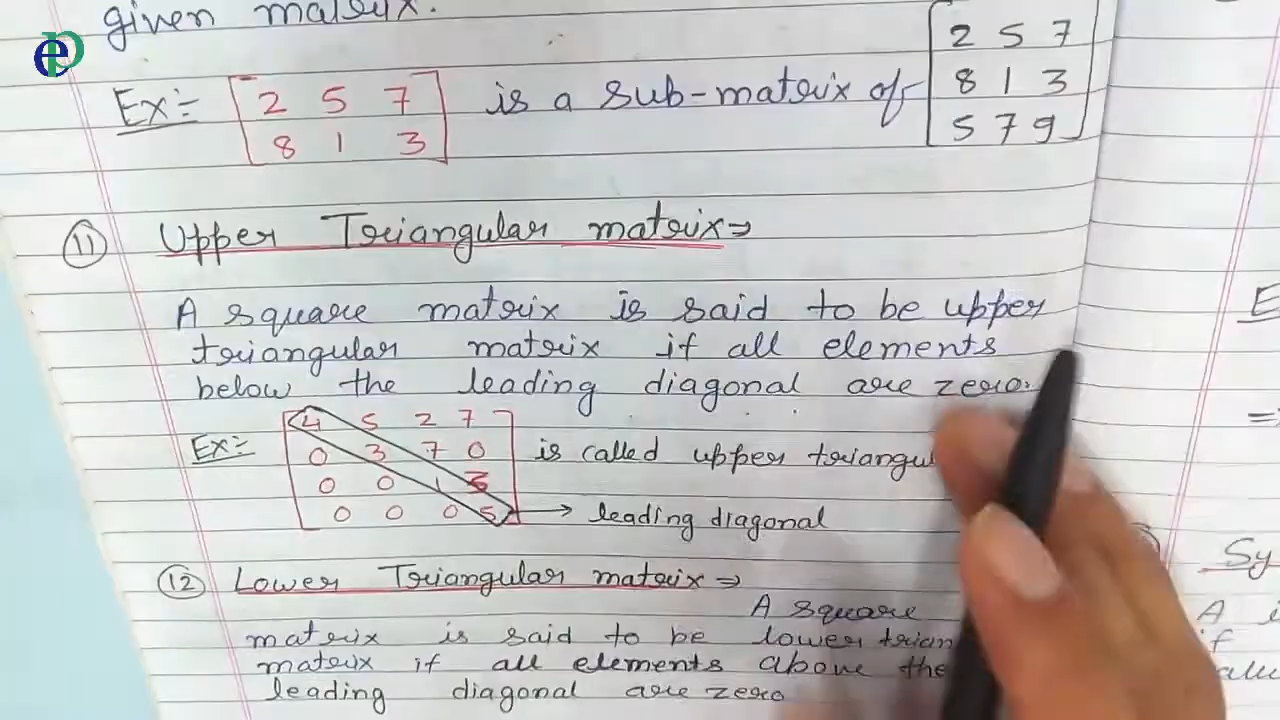 given matrix.
Ex:= [2 5 7 is a sub-matrix of [2 5 7
8 1 3] 8 1 3
5 7 9]
11 Upper Triangular matrix ⇒
A square matrix is said to be upper
triangular matrix if all elements
below the leading diagonal are zero.
Ex:= 4 5 2 7
0 3 7 0 is called upper triangul
0 0 1 3
0 0 0 5 → leading diagonal
12 Lower Triangular matrix ⇒
A square
matrix is said to be lower trian
matrix if all elements above the
leading diagonal are zero
E
=
Sy
A
if